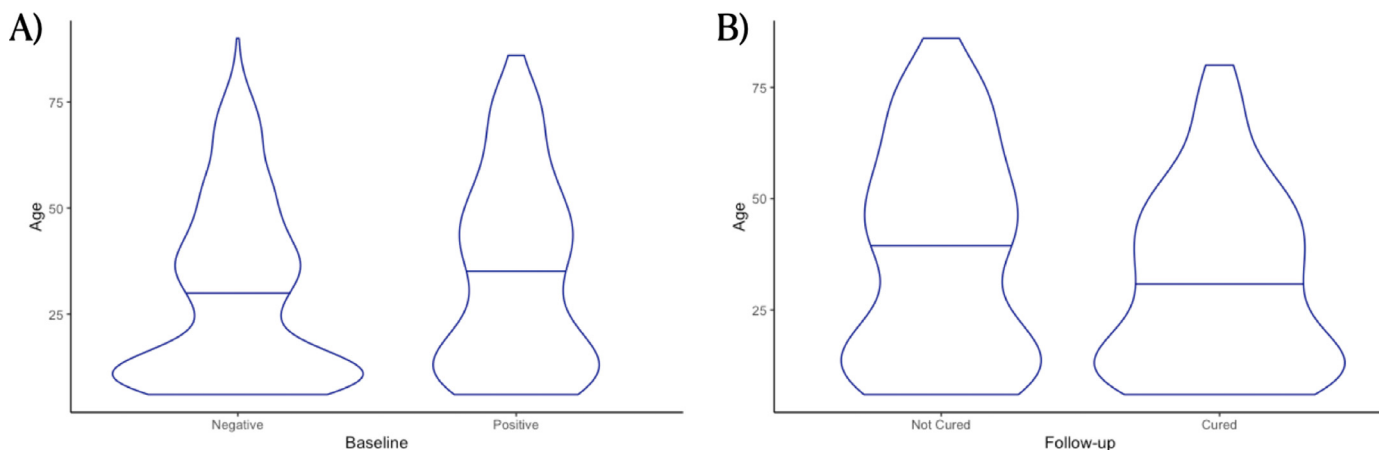 A)
Age
75
50
25
Negative
Positive
Baseline
B)
Age
75
50
25
Not Cured
Cured
Follow-up